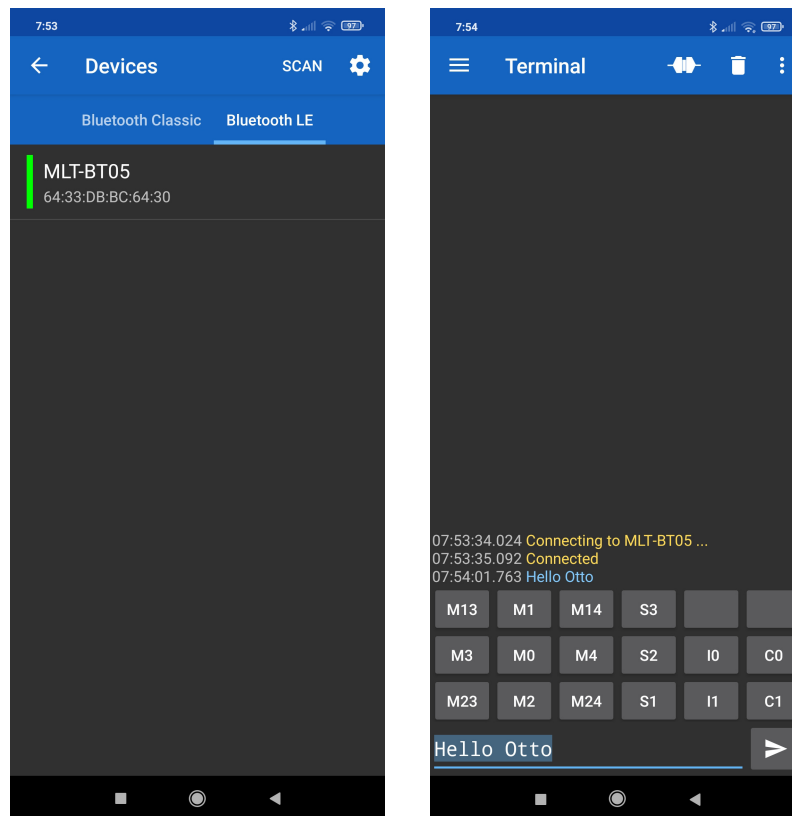 7:53
97
Devices
SCAN
Bluetooth Classic
Bluetooth LE
MLT-BT05
64:33:DB:BC:64:30
7:54
97
Terminal
07:53:34.024 Connecting to MLT-BT05 ...
07:53:35.092 Connected
07:54:01.763 Hello Otto
M13 M1 M14 S3
M3 M0 M4 S2 I0 C0
M23 M2 M24 S1 I1 C1
Hello Otto